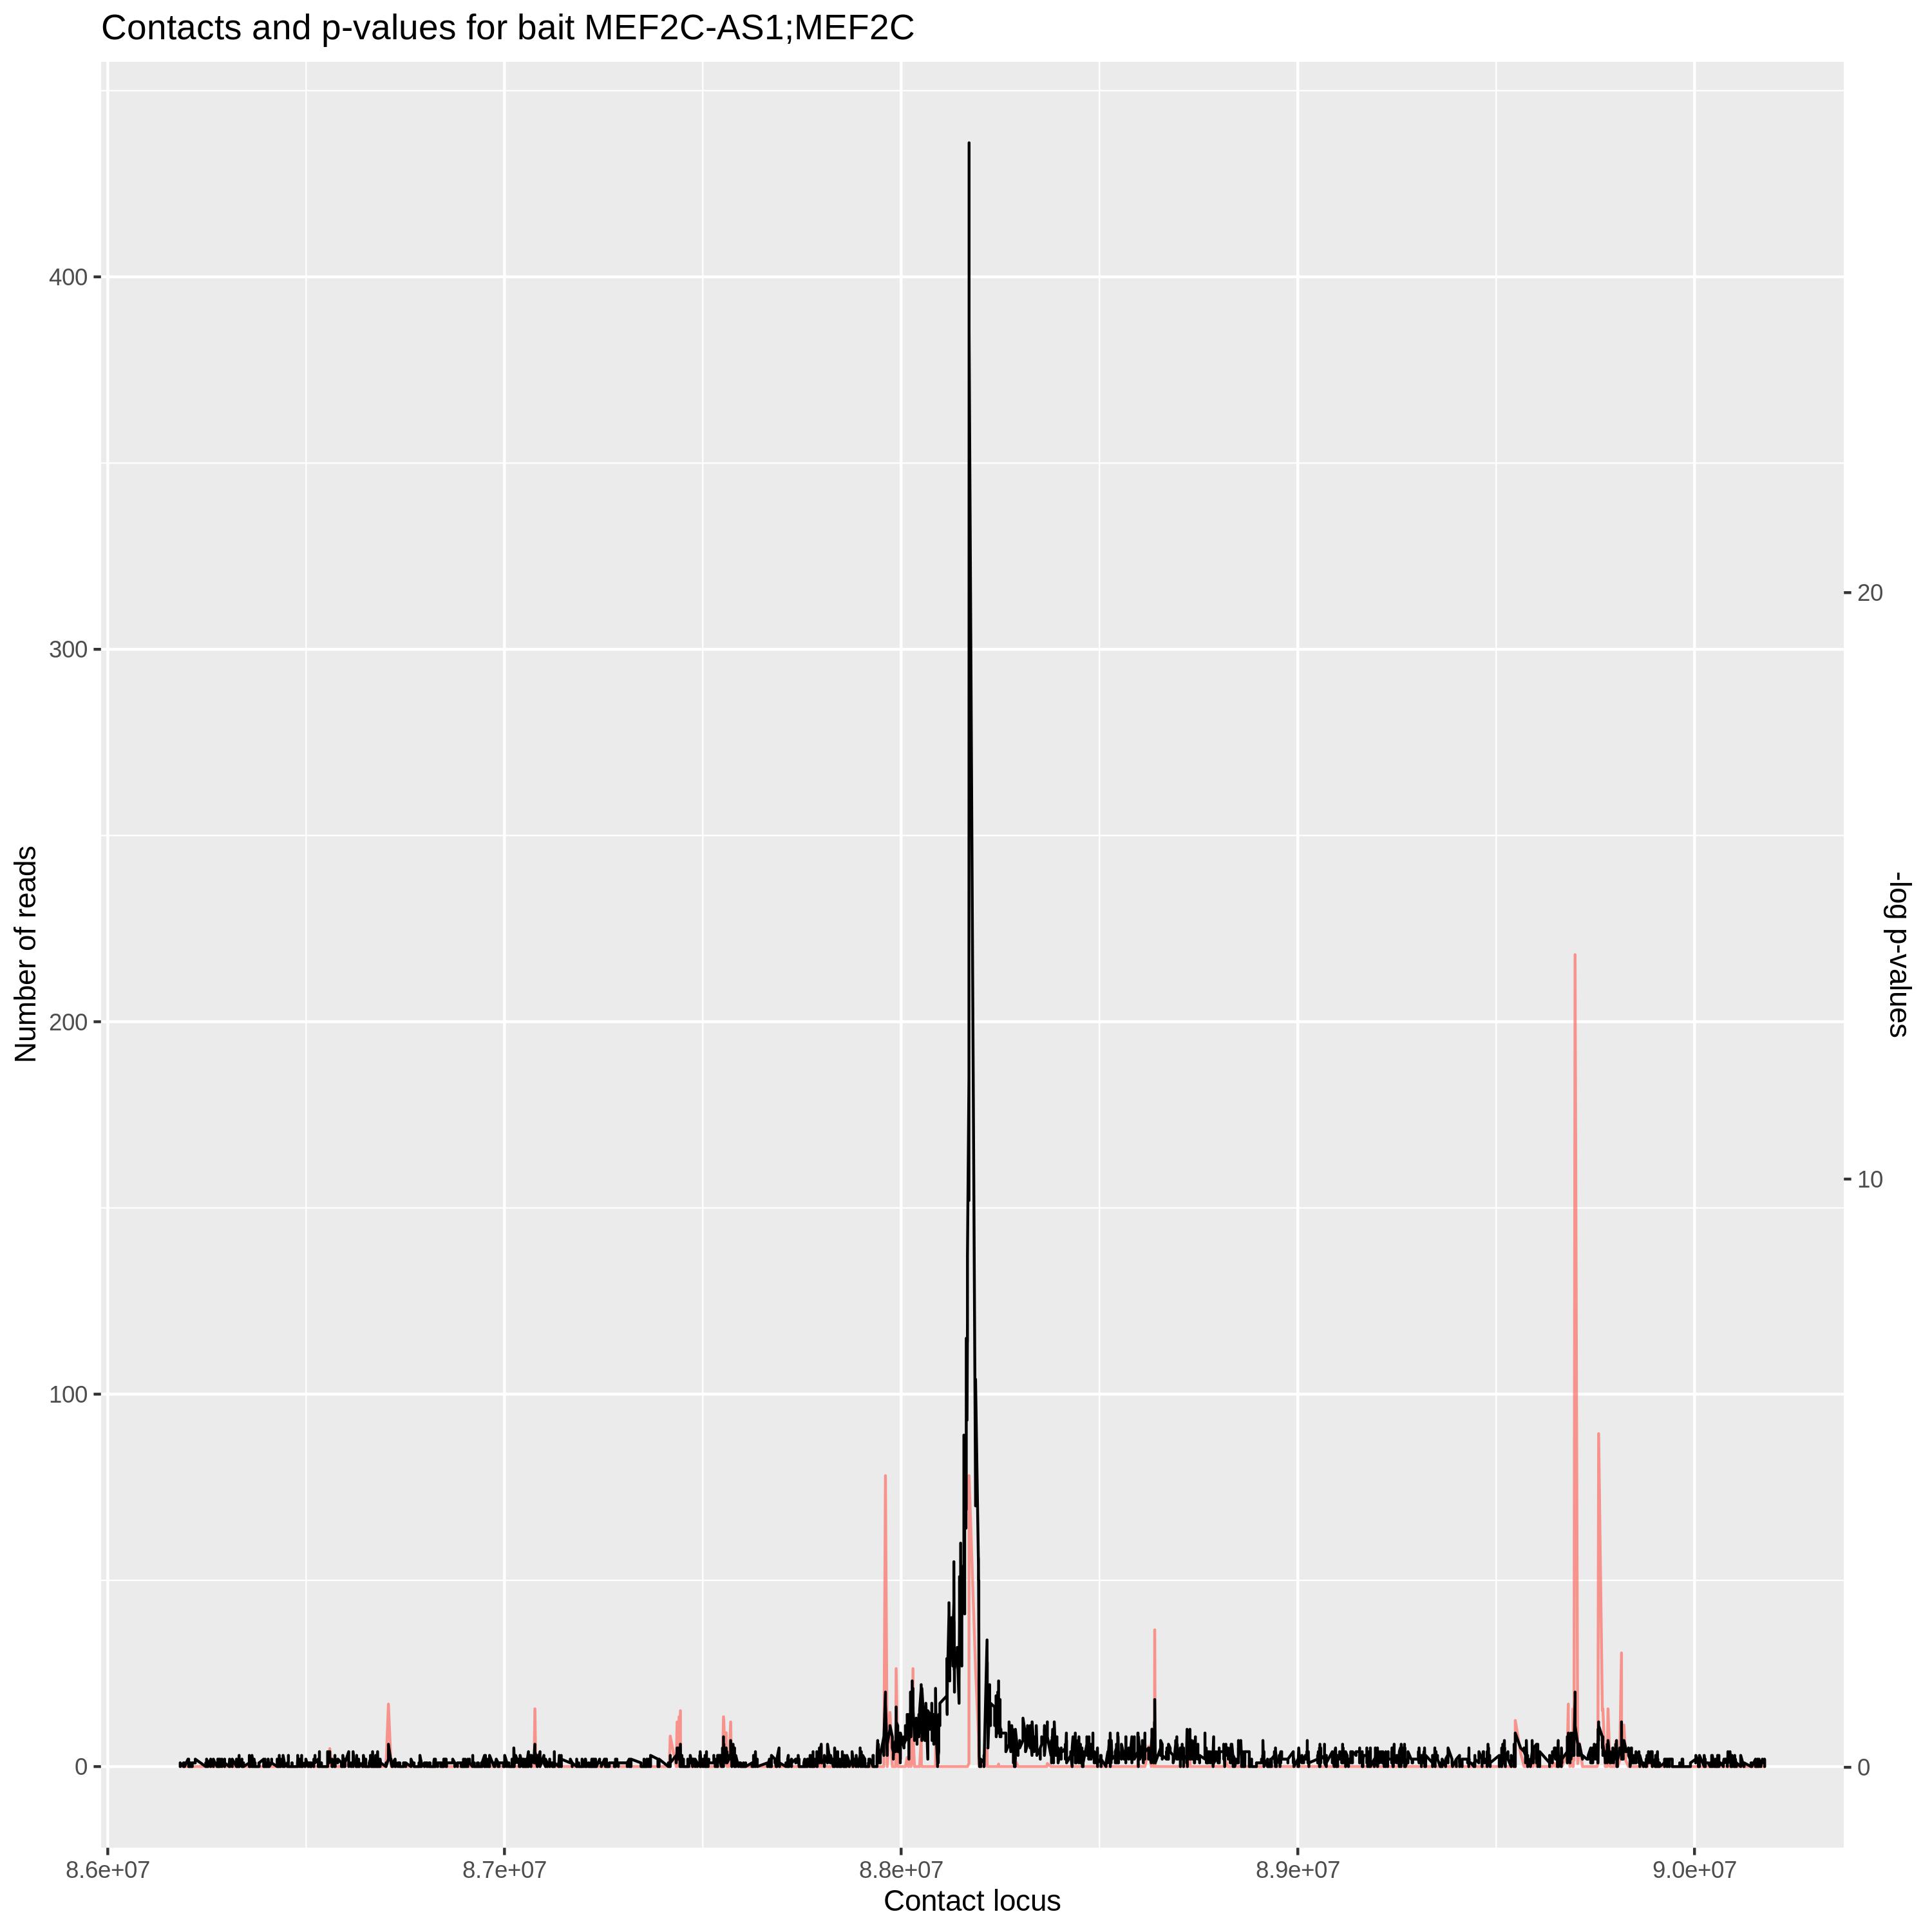 Contacts and p-values for bait MEF2C-AS1;MEF2C
400
300
200
100
0
Number of reads
20
10
0
-log p-values
8.6e+07
8.7e+07
8.8e+07
8.9e+07
9.0e+07
Contact locus